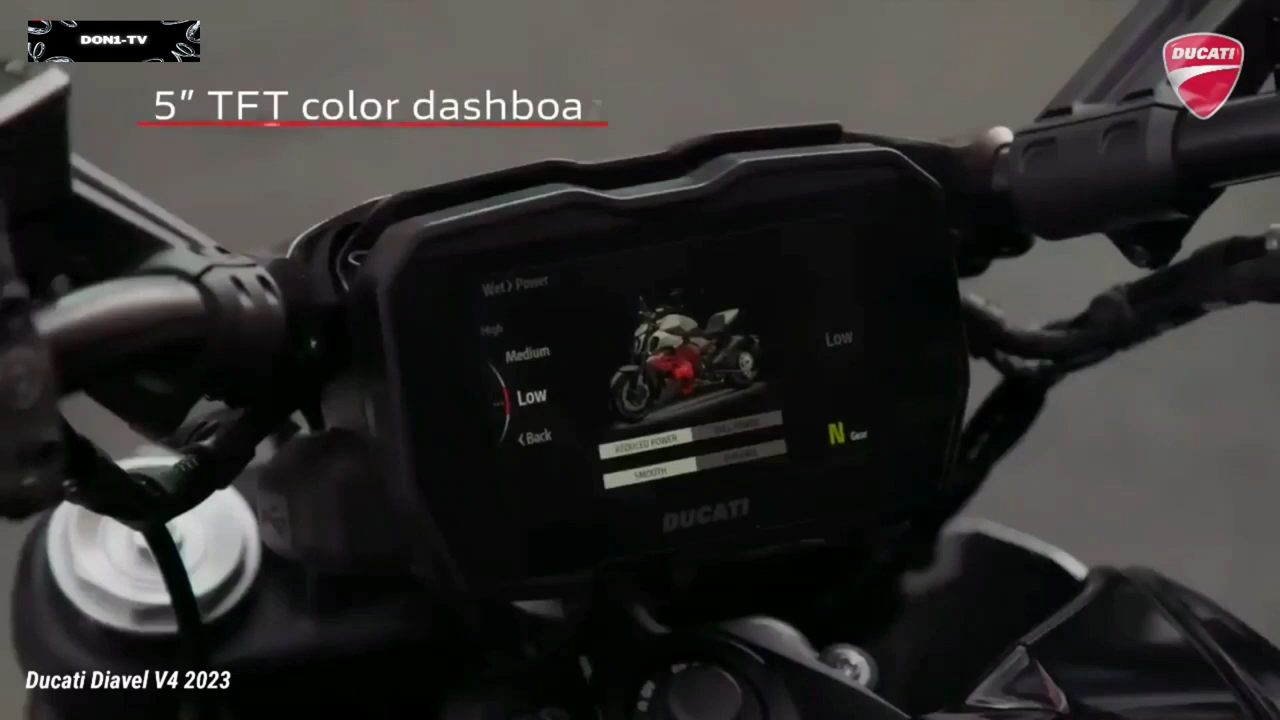 DON1-TV
DUCATI
5" TFT color dashboa
Wet > Power
High
Medium
Low
Low
< Back
REDUCED POWER
SMOOTH
N Gear
DUCATI
Ducati Diavel V4 2023